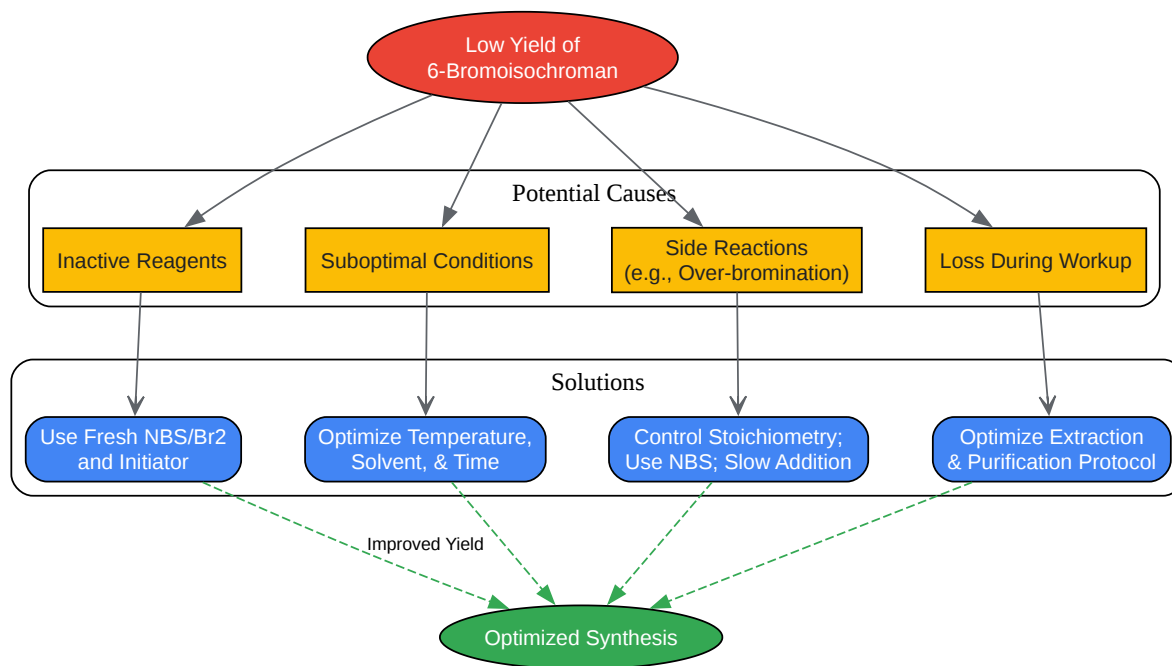 Low Yield of
6-Bromoisochroman
Potential Causes
Inactive Reagents
Suboptimal Conditions
Side Reactions
(e.g., Over-bromination)
Loss During Workup
Solutions
Use Fresh NBS/Br2
and Initiator
Optimize Temperature,
Solvent, & Time
Control Stoichiometry;
Use NBS; Slow Addition
Optimize Extraction
& Purification Protocol
Improved Yield
Optimized Synthesis